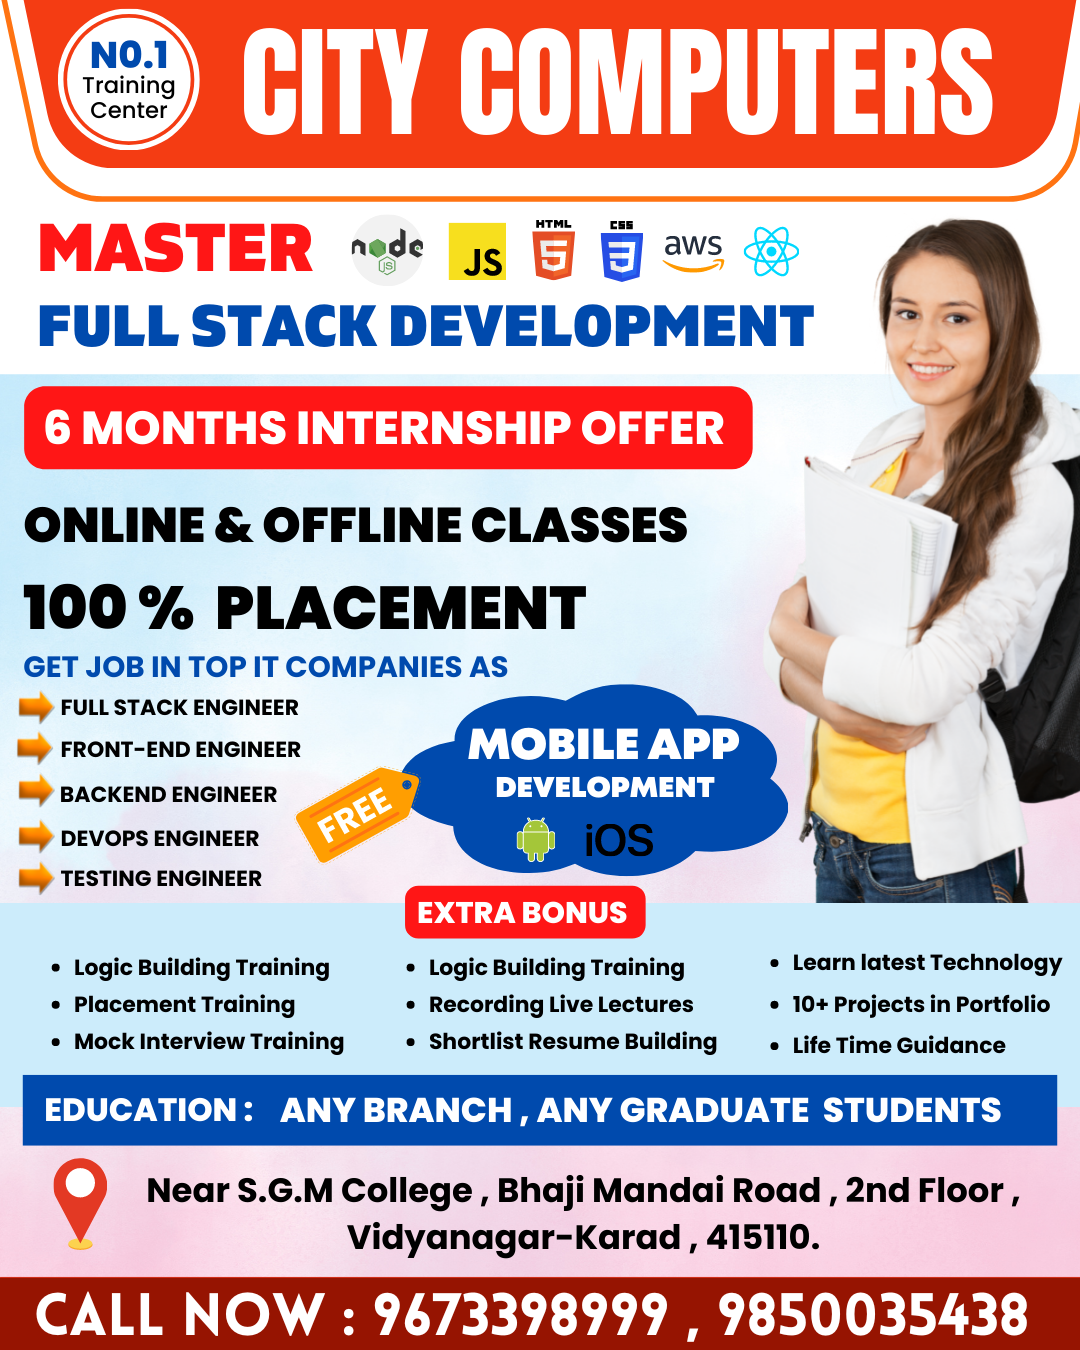 NO.1
Training
Center
CITY COMPUTERS
MASTER
node
JS
JS
HTML
5
CSS
3
aws
FULL STACK DEVELOPMENT
6 MONTHS INTERNSHIP OFFER
ONLINE & OFFLINE CLASSES
100 % PLACEMENT
GET JOB IN TOP IT COMPANIES AS
FULL STACK ENGINEER
FRONT-END ENGINEER
BACKEND ENGINEER
DEVOPS ENGINEER
TESTING ENGINEER
FREE
MOBILE APP
DEVELOPMENT
iOS
EXTRA BONUS
• Logic Building Training
• Placement Training
• Mock Interview Training
• Logic Building Training
• Recording Live Lectures
• Shortlist Resume Building
• Learn latest Technology
• 10+ Projects in Portfolio
• Life Time Guidance
EDUCATION : ANY BRANCH , ANY GRADUATE STUDENTS
Near S.G.M College , Bhaji Mandai Road , 2nd Floor ,
Vidyanagar-Karad , 415110.
CALL NOW : 9673398999 , 9850035438